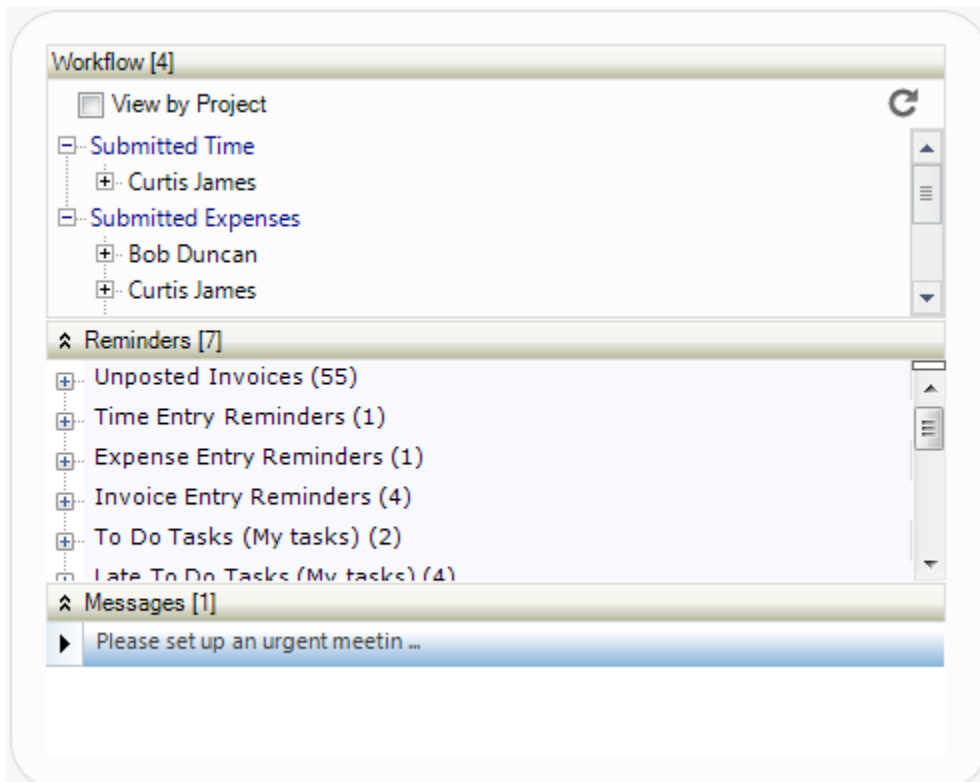 Workflow [4]
View by Project
Submitted Time
Curtis James
Submitted Expenses
Bob Duncan
Curtis James
Reminders [7]
Unposted Invoices (55)
Time Entry Reminders (1)
Expense Entry Reminders (1)
Invoice Entry Reminders (4)
To Do Tasks (My tasks) (2)
Late To Do Tasks (My tasks) (4)
Messages [1]
Please set up an urgent meetin ...